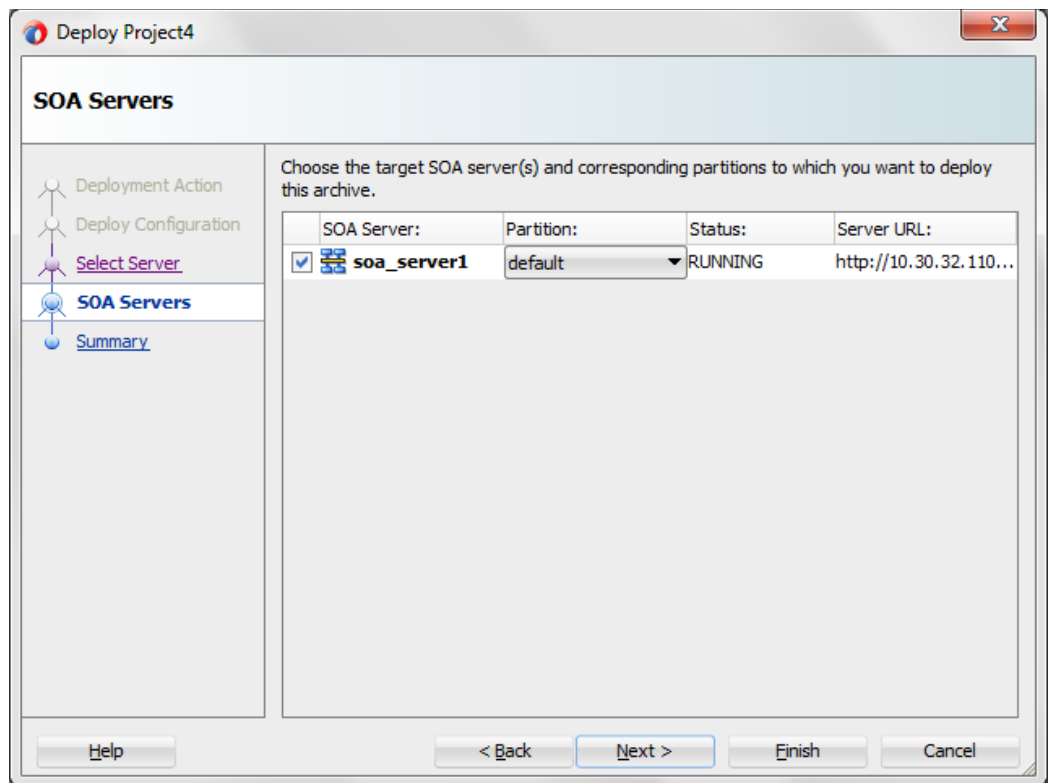 Deploy Project4
SOA Servers
Deployment Action
Deploy Configuration
Select Server
SOA Servers
Summary
Choose the target SOA server(s) and corresponding partitions to which you want to deploy
this archive.
SOA Server: Partition: Status: Server URL:
soa_server1 default RUNNING http://10.30.32.110...
Help < Back Next > Finish Cancel